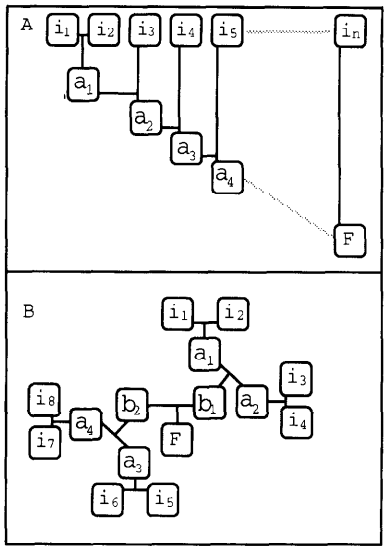 A
i₁ i₂ i₃ i₄ i₅ iₙ
a₁
a₂
a₃
a₄
F
B
i₁ i₂
a₁
i₃
i₈ b₂ b₁ a₂
a₄ i₄
i₇ F
a₃
i₆ i₅